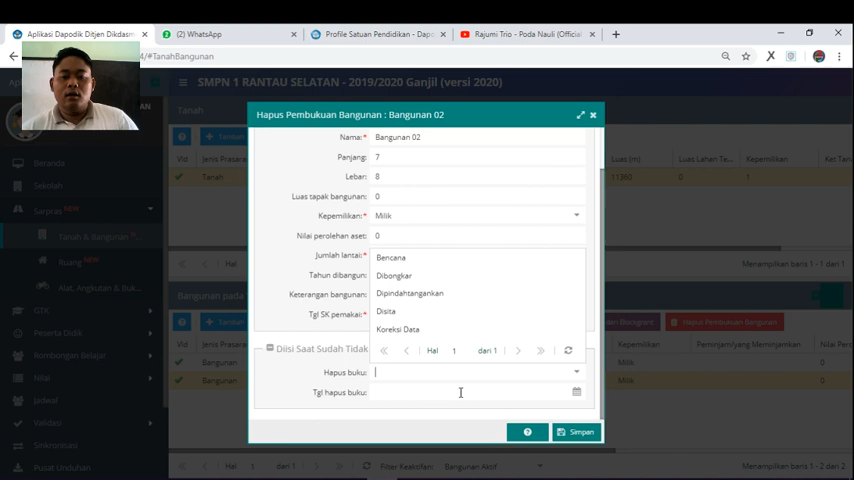 Aplikasi Dapodik Ditjen Dikdasm
(2) WhatsApp
Profile Satuan Pendidikan - Dapo
Rajumi Trio - Poda Nauli (Official
4/#TanahBangunan
SMPN 1 RANTAU SELATAN - 2019/2020 Ganjil (versi 2020)
Tanah
Hapus Pembukuan Bangunan : Bangunan 02
Nama:* Bangunan 02
Panjang: 7
Lebar: 8
Luas tapak bangunan: 0
Kepemilikan:* Milik
Nilai perolehan aset: 0
Jumlah lantai:*
Tahun dibangun:
Keterangan bangunan:
Tgl SK pemakai:*
Bencana
Dibongkar
Dipindahtangankan
Disita
Koreksi Data
Hal 1 dari 1
Diisi Saat Sudah Tidak
Hapus buku:
Tgl hapus buku:
Simpan
Beranda
Sekolah
Sarpras NEW
Tanah & Bangunan N...
Ruang NEW
Alat, Angkutan & Buk...
GTK
Peserta Didik
Rombongan Belajar
Nilai
Jadwal
Validasi
Sinkronisasi
Pusat Unduhan
Vld Jenis Prasara
Tanah
Luas (m) Luas Lahan Te... Kepemilikan Ket Tana
11360 0 1
Hal
Menampilkan baris 1 - 1 dari 1
Bangunan pada
Hapus Pembukuan Bangunan
Vld Jenis Prasara
Kepemilikan Peminjam/yang Meminjamkan Nilai Per
Bangunan Milik 0
Bangunan Milik 0
Hal 1 dari 1 Filter Keaktifan: Bangunan Aktif
Menampilkan baris 1 - 2 dari 2